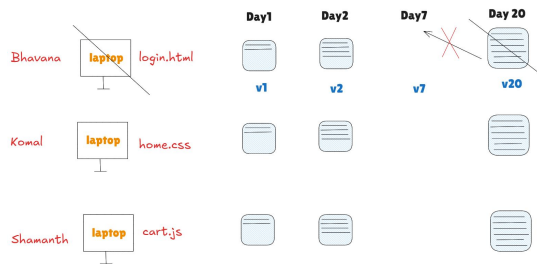 Day1 Day2 Day7 Day 20
Bhavana laptop login.html
v1 v2 v7 v20
Komal laptop home.css
Shamanth laptop cart.js